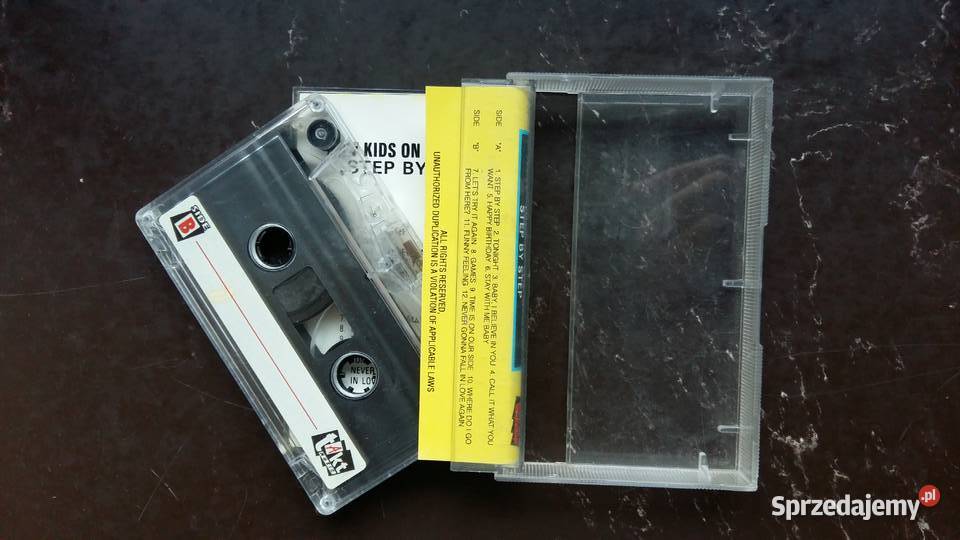 KIDS ON
STEP BY
SIDE
B
takt
NEVER
IN LO
STEP BY STEP
SIDE "A" 1. STEP BY STEP 2. TONIGHT 3. BABY, I BELIEVE IN YOU 4. CALL IT WHAT YOU
WANT 5. HAPPY BIRTHDAY 6. STAY WITH ME BABY
SIDE "B" 7. LET'S TRY IT AGAIN 8. GAMES 9. TIME IS ON OUR SIDE 10. WHERE DO I GO
FROM HERE? 11. FUNNY FEELING 12. NEVER GONNA FALL IN LOVE AGAIN
ALL RIGHTS RESERVED.
UNAUTHORIZED DUPLICATION IS A VIOLATION OF APPLICABLE LAWS
Sprzedajemy.pl